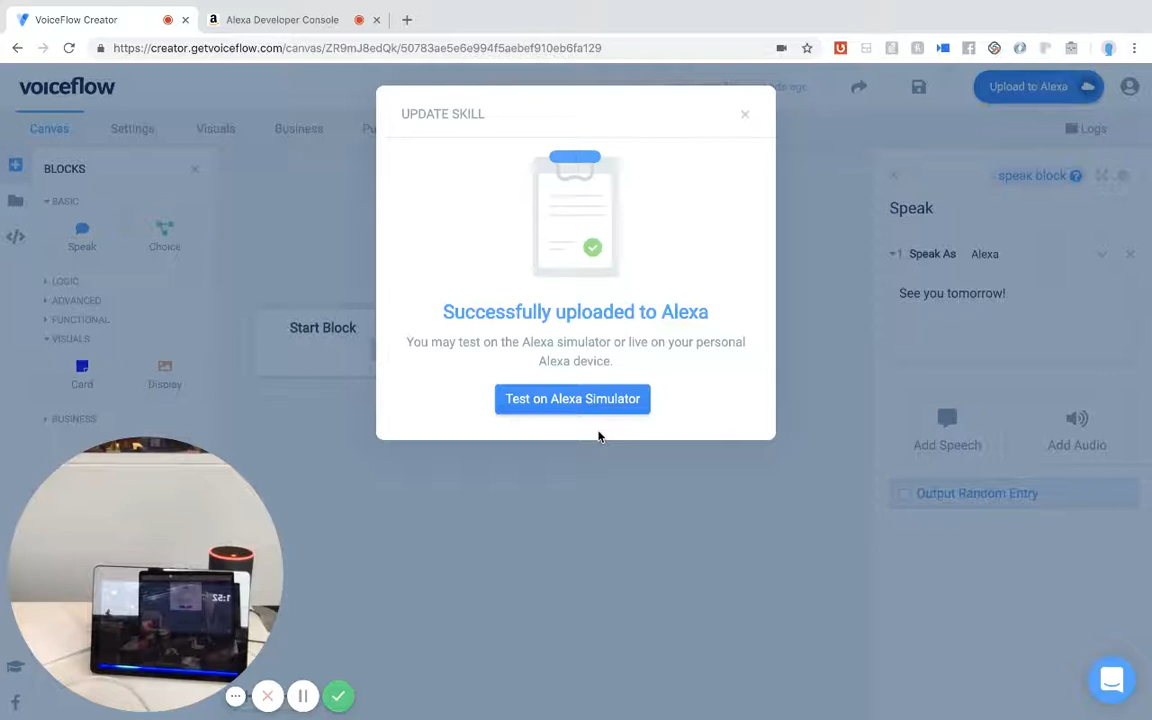 VoiceFlow Creator
Alexa Developer Console
https://creator.getvoiceflow.com/canvas/ZR9mJ8edQk/50783ae5e6e994f5aebef910eb6fa129
voiceflow
Upload to Alexa
Canvas
Settings
Visuals
Business
Logs
UPDATE SKILL
BLOCKS
BASIC
Speak
Choice
LOGIC
ADVANCED
FUNCTIONAL
VISUALS
Card
Display
BUSINESS
Start Block
Successfully uploaded to Alexa
You may test on the Alexa simulator or live on your personal
Alexa device.
Test on Alexa Simulator
speak block
Speak
1 Speak As Alexa
See you tomorrow!
Add Speech
Add Audio
Output Random Entry
1:52